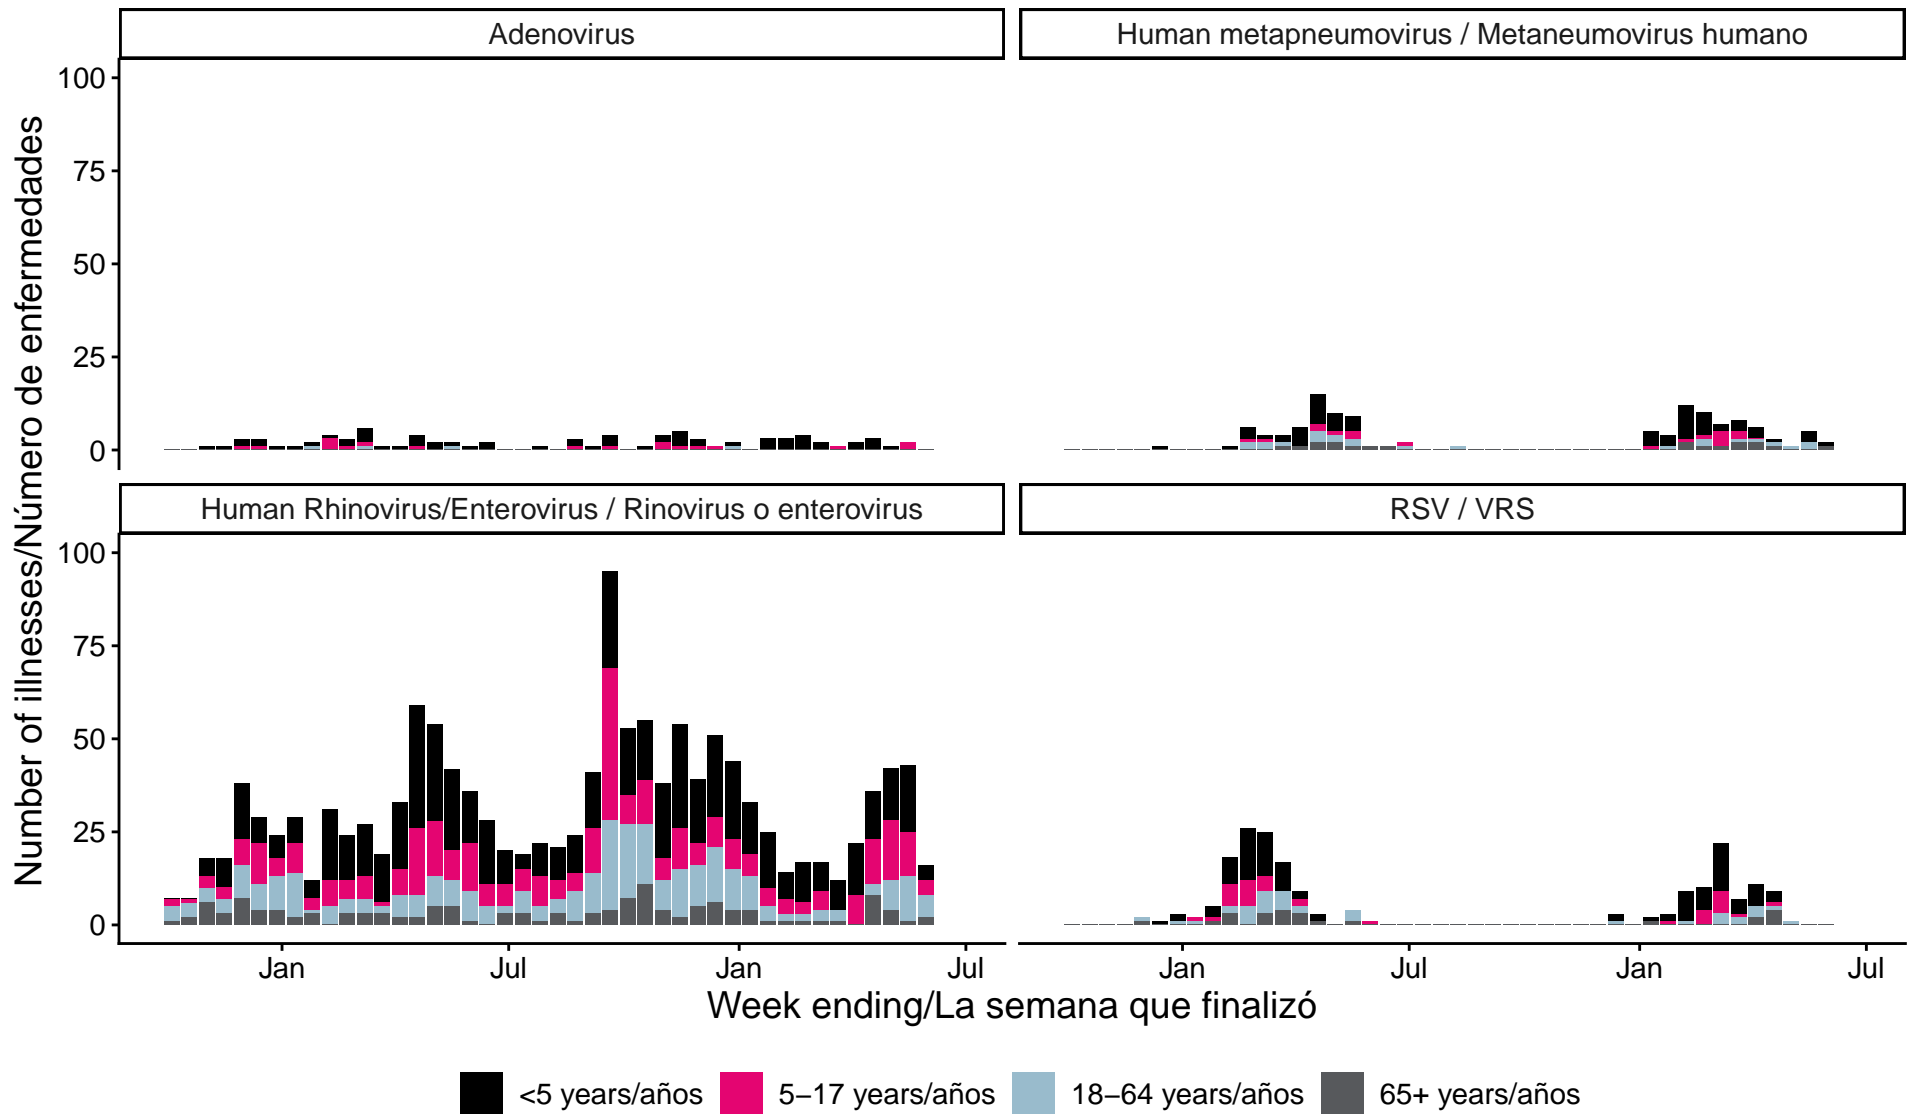 Adenovirus
Human metapneumovirus / Metaneumovirus humano
100
75
50
25
0
Human Rhinovirus/Enterovirus / Rinovirus o enterovirus
RSV / VRS
100
75
50
25
0
Number of illnesses/Número de enfermedades
Jan
Jul
Jan
Jul
Jan
Jul
Jan
Jul
Week ending/La semana que finalizó
<5 years/años
5–17 years/años
18–64 years/años
65+ years/años